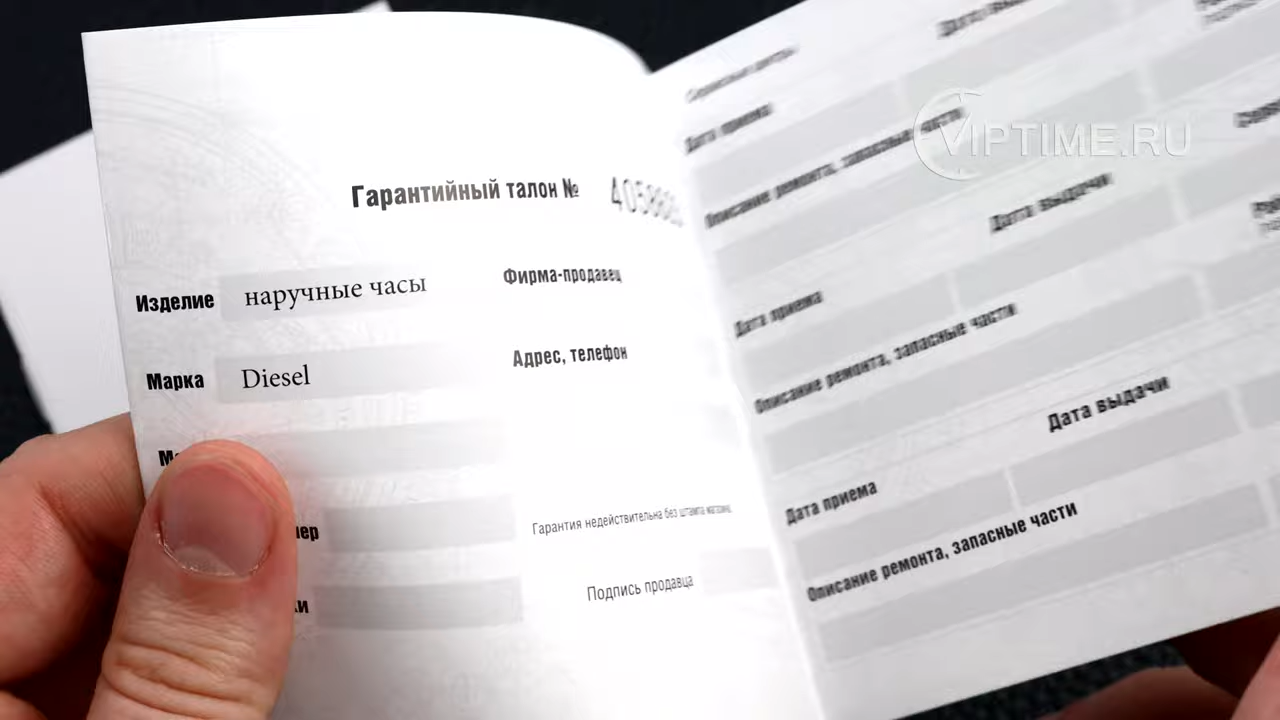 Гарантийный талон №
Изделие наручные часы
Фирма-продавец
Марка Diesel
Адрес, телефон
Гарантия недействительна без штампа магазина
Подпись продавца
Сервисные центры
Дата приема
Описание ремонта, запасные части
Дата выдачи
Дата приема
Описание ремонта, запасные части
Дата выдачи
Дата приема
Описание ремонта, запасные части
VIPTIME.RU